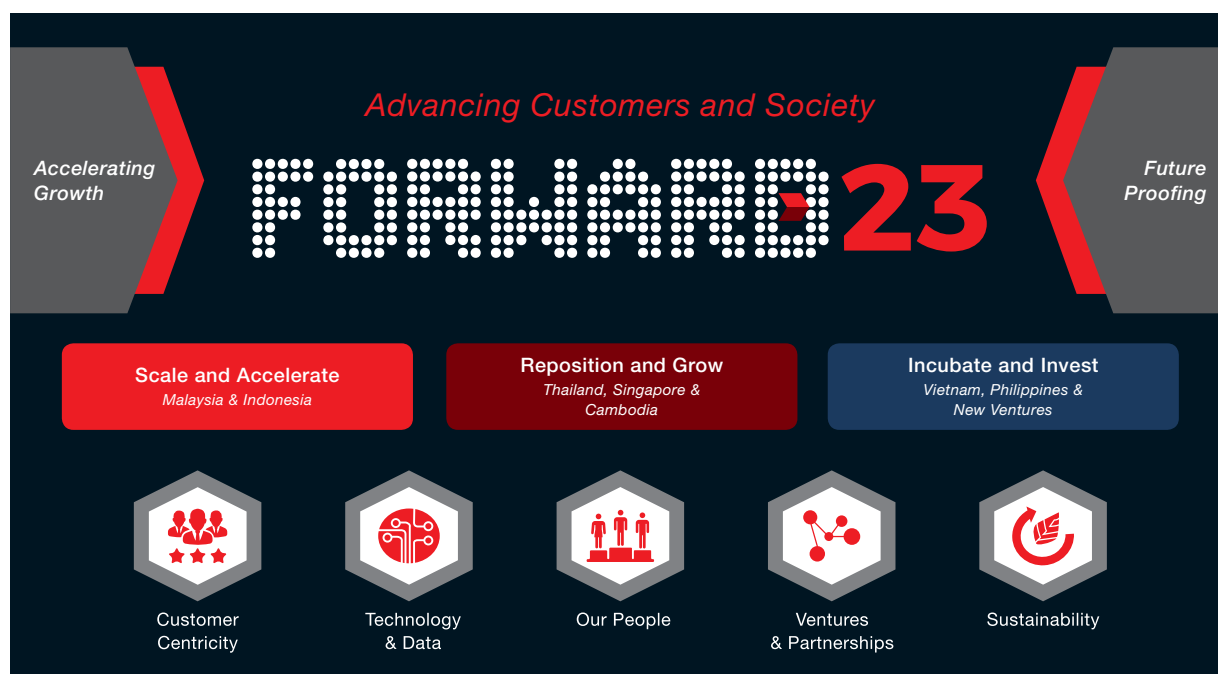 Advancing Customers and Society
Accelerating
Growth
FORWARD23
Future
Proofing
Scale and Accelerate
Malaysia & Indonesia
Reposition and Grow
Thailand, Singapore &
Cambodia
Incubate and Invest
Vietnam, Philippines &
New Ventures
Customer
Centricity
Technology
& Data
Our People
Ventures
& Partnerships
Sustainability